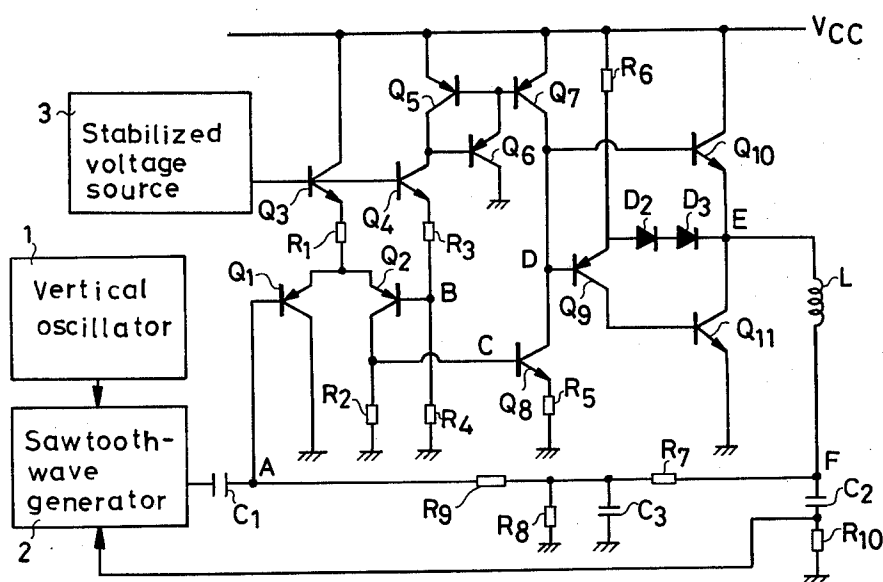 VCC
R6
Q5
Q7
3
Stabilized
voltage
source
Q6
Q10
Q3
Q4
D2
D3
E
R1
R3
1
Q1
Q2
D
L
Vertical
oscillator
B
Q9
C
Q11
R2
R4
Q8
R5
Sawtooth-
wave
generator
A
R7
F
C1
R9
R8
C3
C2
R10
2